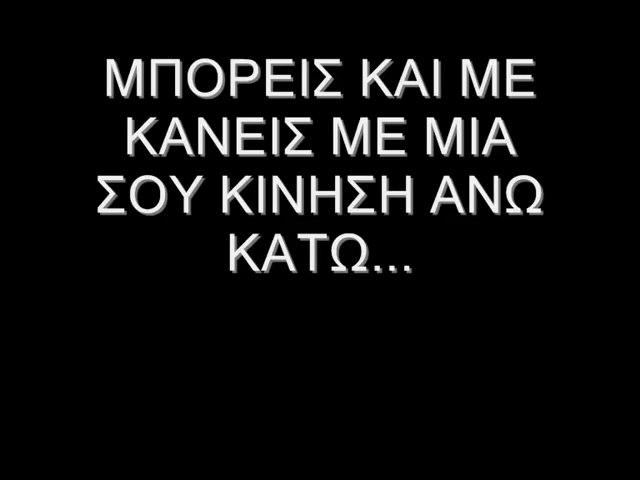 ΜΠΟΡΕΙΣ ΚΑΙ ΜΕ
ΚΑΝΕΙΣ ΜΕ ΜΙΑ
ΣΟΥ ΚΙΝΗΣΗ ΑΝΩ
ΚΑΤΩ...